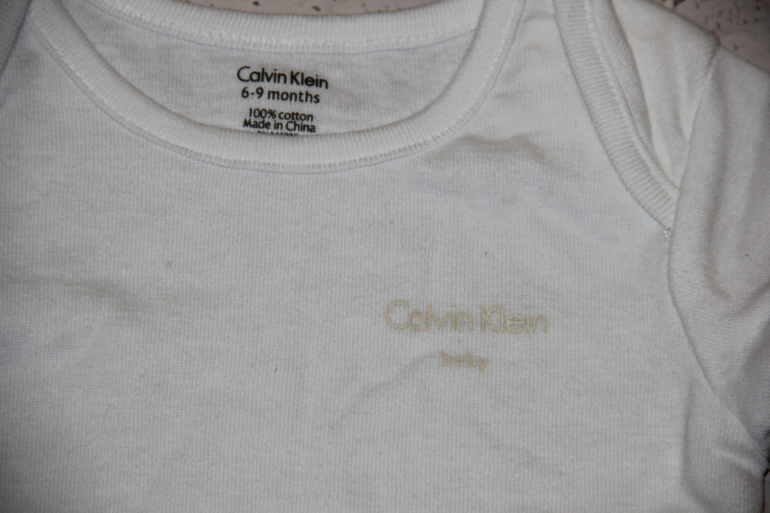 Calvin Klein
6-9 months
100% cotton
Made in China
Calvin Klein
baby